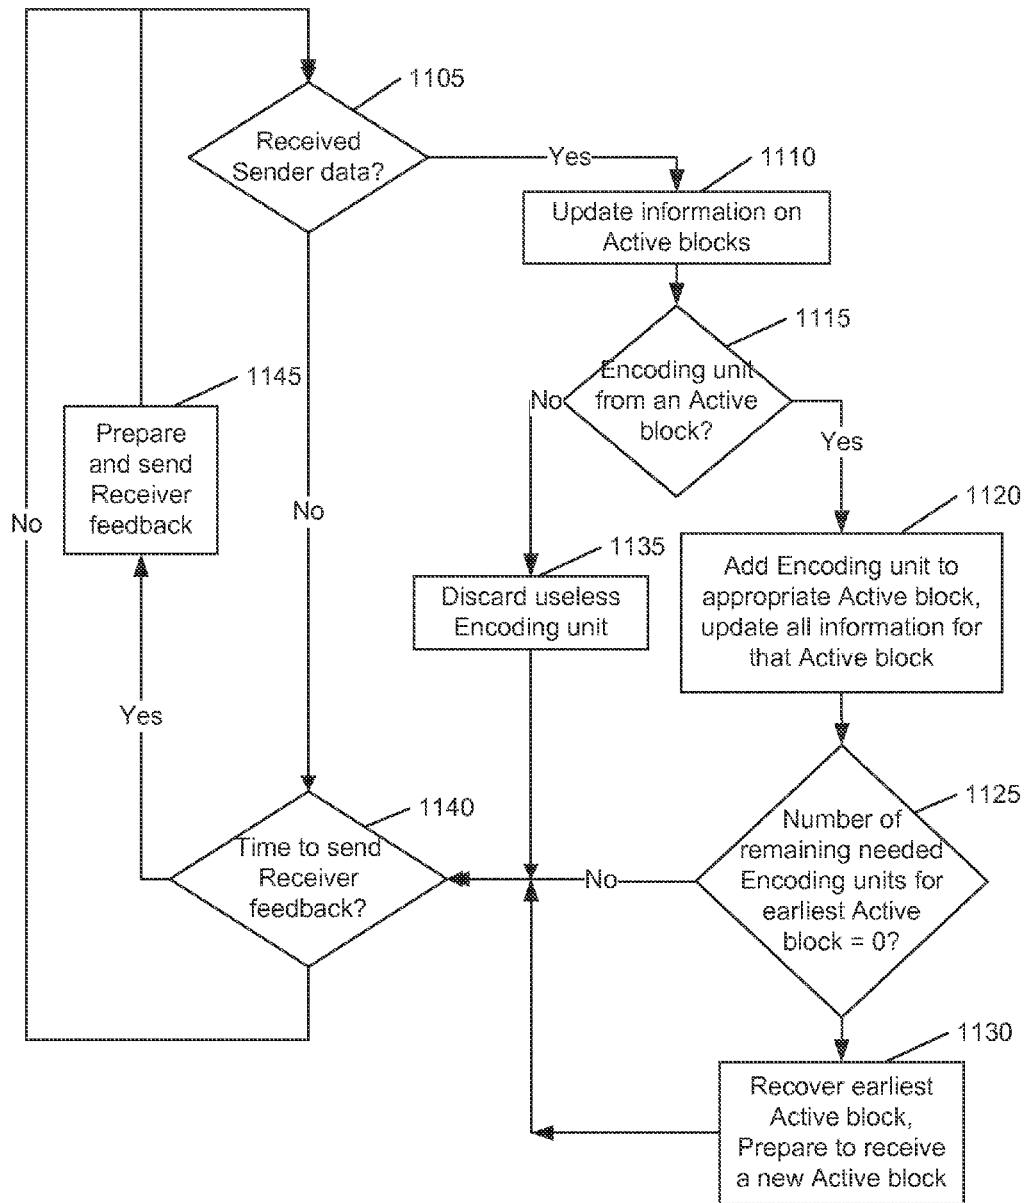 1105
Received
Sender data?
Yes
1110
Update information on
Active blocks
1115
Encoding unit
from an Active
block?
No
Yes
1145
Prepare
and send
Receiver
feedback
No
No
1120
Add Encoding unit to
appropriate Active block,
update all information for
that Active block
1135
Discard useless
Encoding unit
Yes
1140
Time to send
Receiver
feedback?
No
1125
Number of
remaining needed
Encoding units for
earliest Active
block = 0?
1130
Recover earliest
Active block,
Prepare to receive
a new Active block